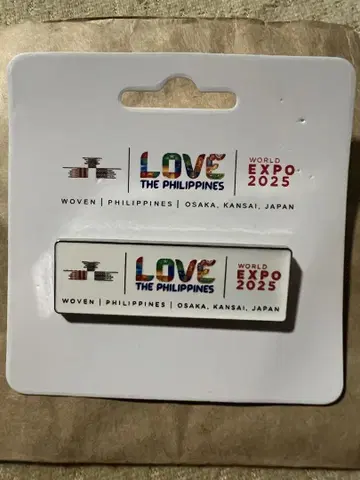 LOVE
THE PHILIPPINES
WORLD
EXPO
2025
WOVEN | PHILIPPINES | OSAKA, KANSAI, JAPAN
LOVE
THE PHILIPPINES
WORLD
EXPO
2025
WOVEN | PHILIPPINES | OSAKA, KANSAI, JAPAN